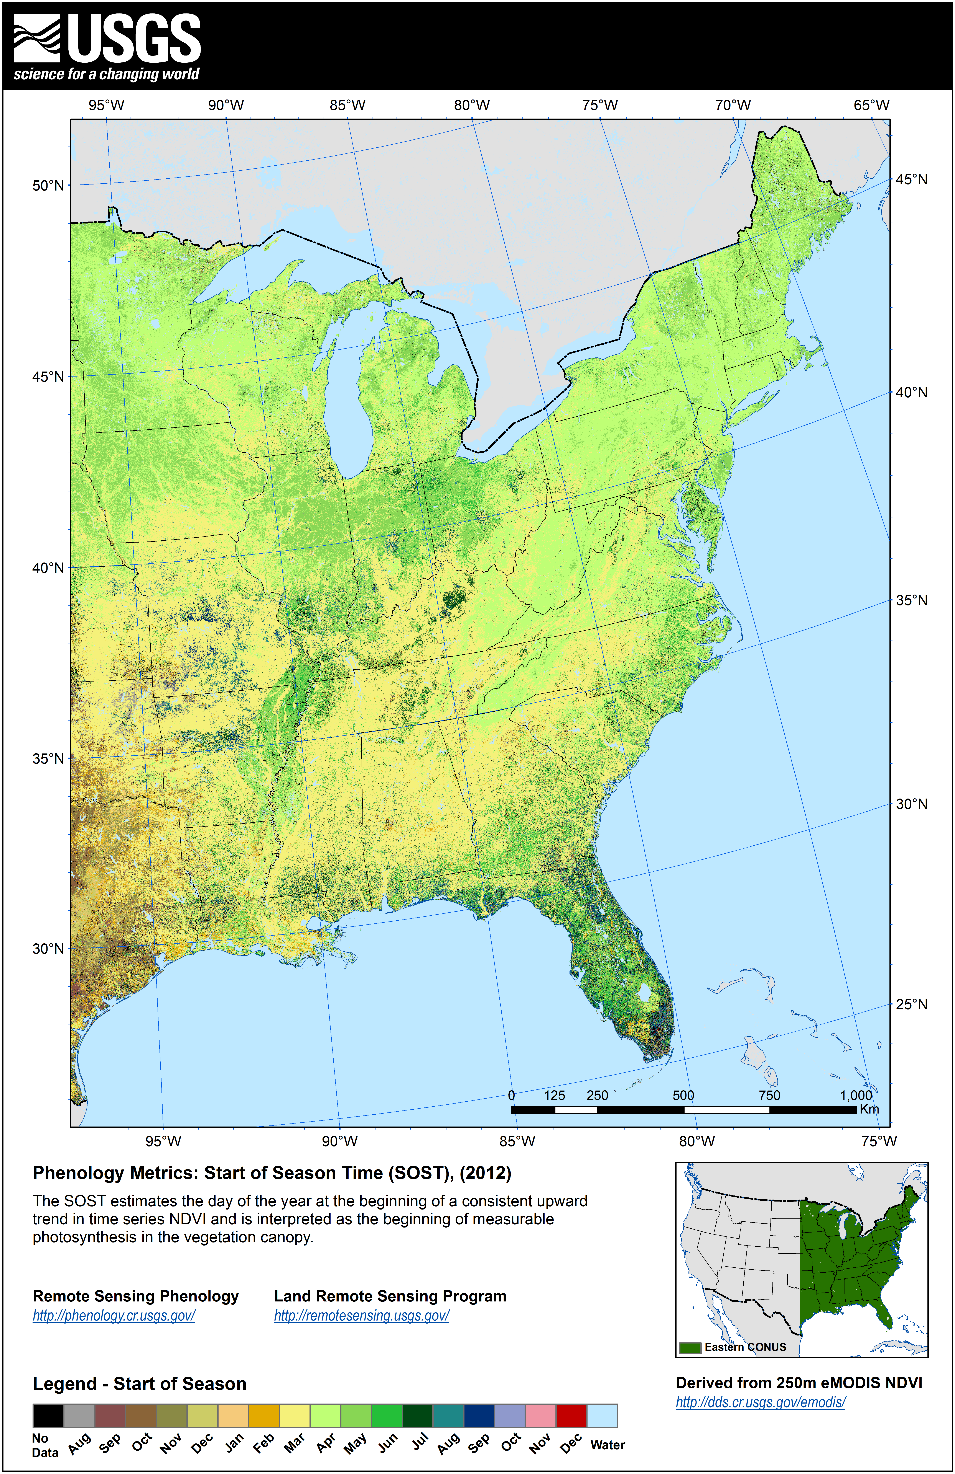 USGS
science for a changing world
95°W 90°W 85°W 80°W 75°W 70°W 65°W
50°N
45°N
45°N
40°N
40°N
35°N
35°N
30°N
30°N
25°N
0 125 250 500 750 1,000
Km
95°W 90°W 85°W 80°W 75°W
Phenology Metrics: Start of Season Time (SOST), (2012)
The SOST estimates the day of the year at the beginning of a consistent upward
trend in time series NDVI and is interpreted as the beginning of measurable
photosynthesis in the vegetation canopy.
Remote Sensing Phenology
http://phenology.cr.usgs.gov/
Land Remote Sensing Program
http://remotesensing.usgs.gov/
Eastern CONUS
Legend - Start of Season
No Data Aug Sep Oct Nov Dec Jan Feb Mar Apr May Jun Jul Aug Sep Oct Nov Dec Water
Derived from 250m eMODIS NDVI
http://dds.cr.usgs.gov/emodis/